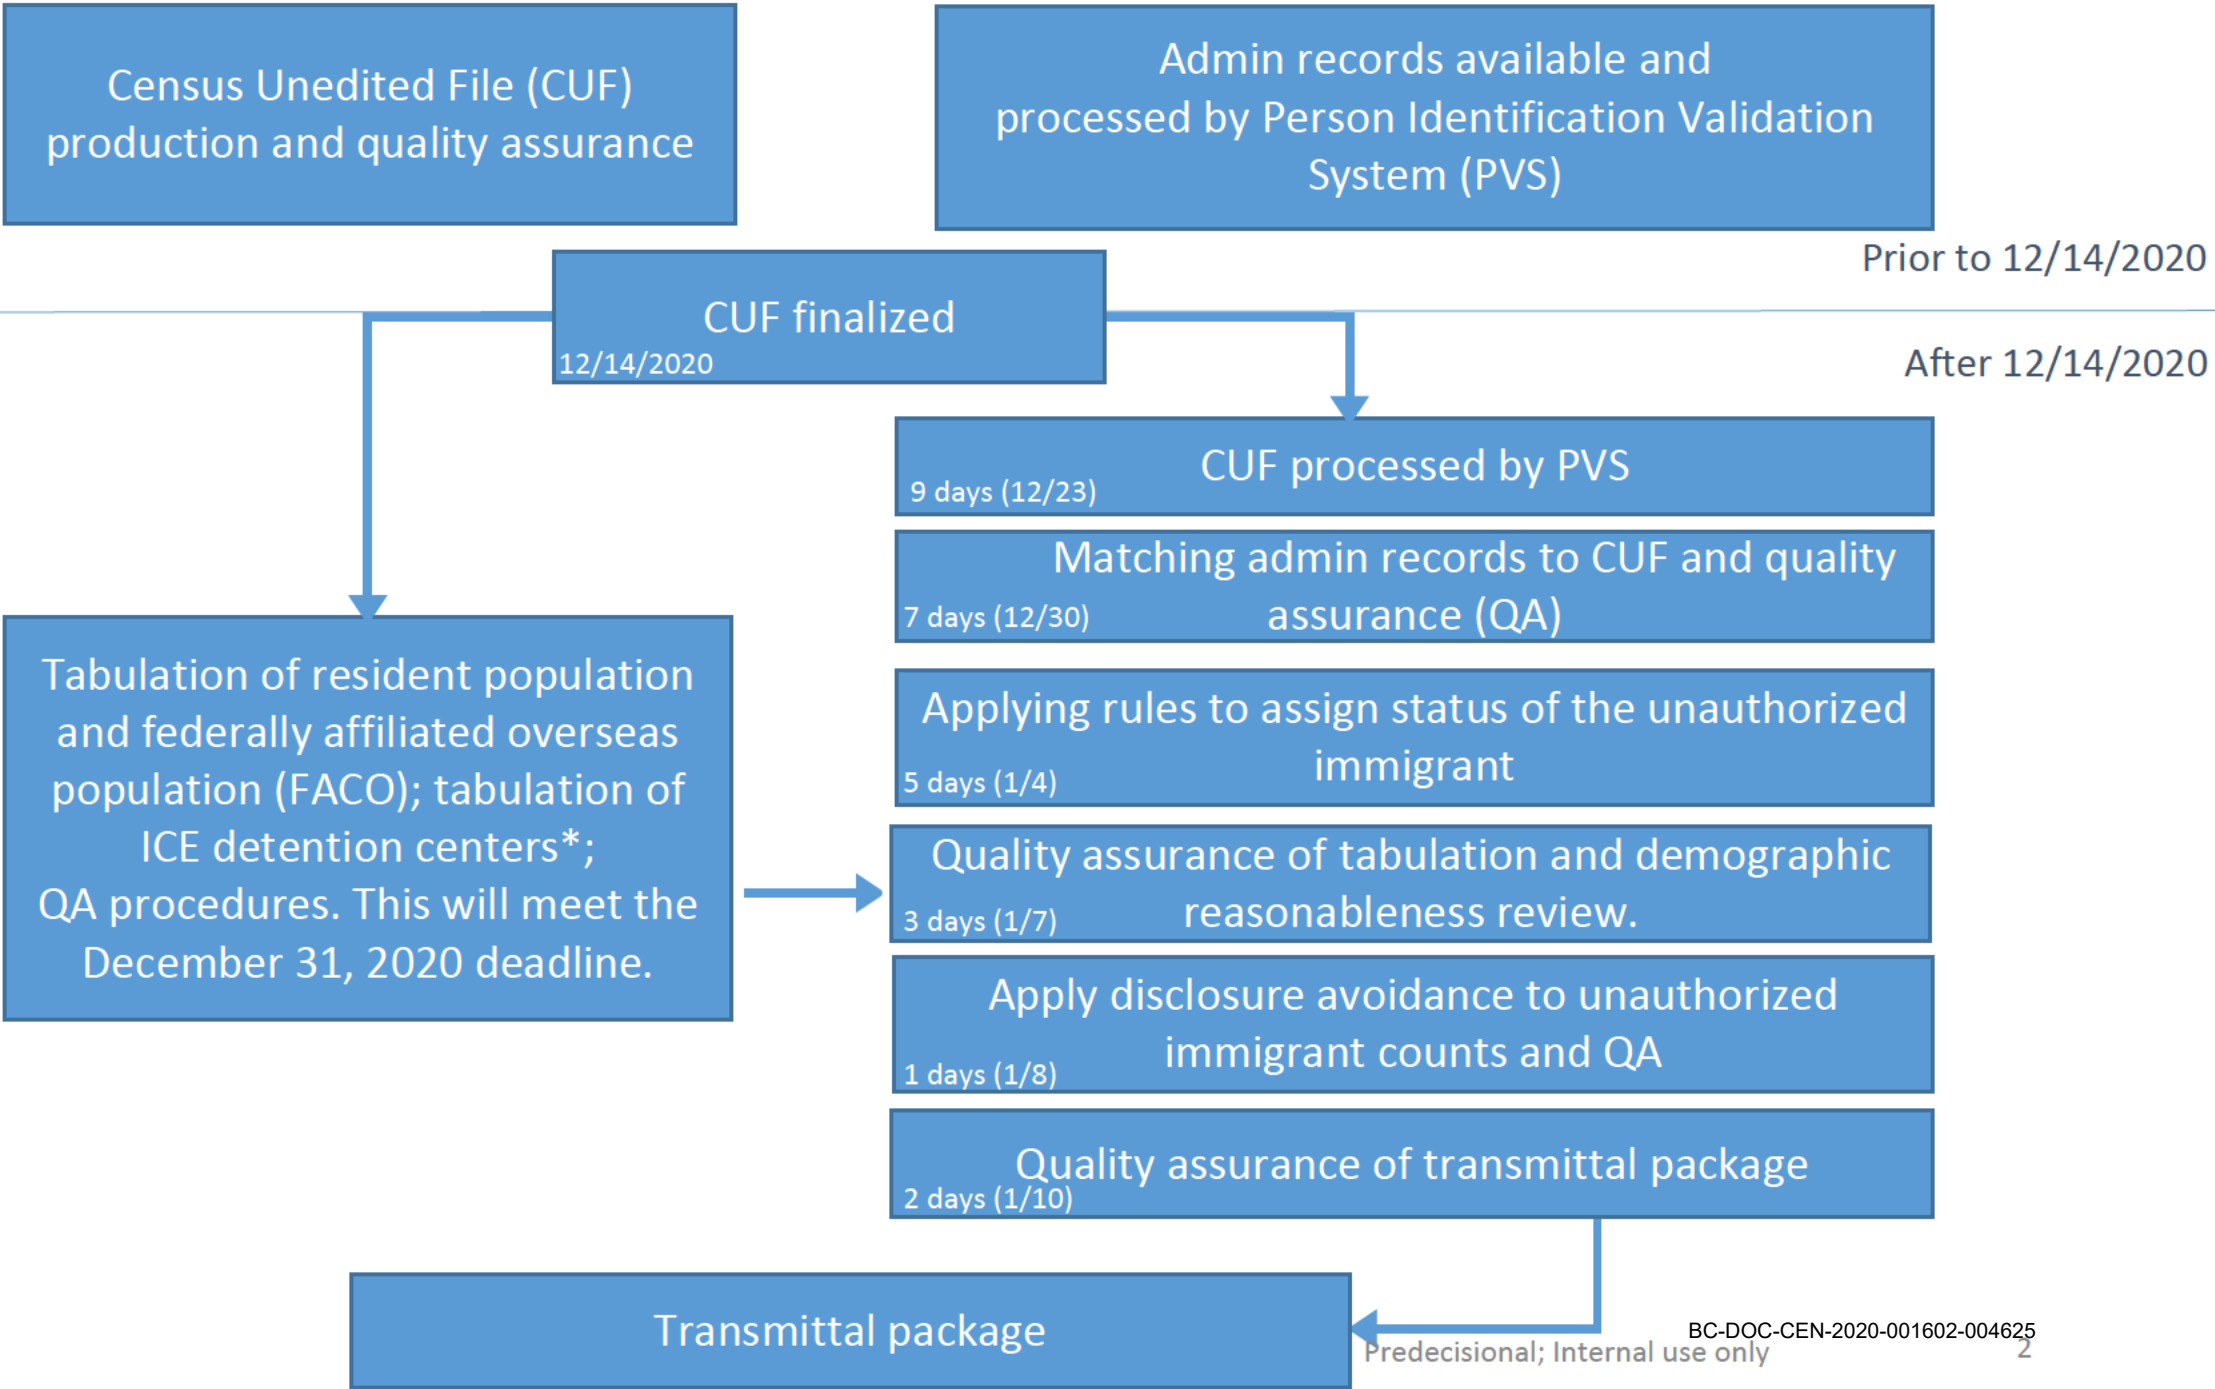 Census Unedited File (CUF)
production and quality assurance
Admin records available and
processed by Person Identification Validation
System (PVS)
Prior to 12/14/2020
CUF finalized
12/14/2020
After 12/14/2020
CUF processed by PVS
9 days (12/23)
Matching admin records to CUF and quality
assurance (QA)
7 days (12/30)
Tabulation of resident population
and federally affiliated overseas
population (FACO); tabulation of
ICE detention centers*;
QA procedures. This will meet the
December 31, 2020 deadline.
Applying rules to assign status of the unauthorized
immigrant
5 days (1/4)
Quality assurance of tabulation and demographic
reasonableness review.
3 days (1/7)
Apply disclosure avoidance to unauthorized
immigrant counts and QA
1 days (1/8)
Quality assurance of transmittal package
2 days (1/10)
Transmittal package
BC-DOC-CEN-2020-001602-004625
Predecisional; Internal use only
2